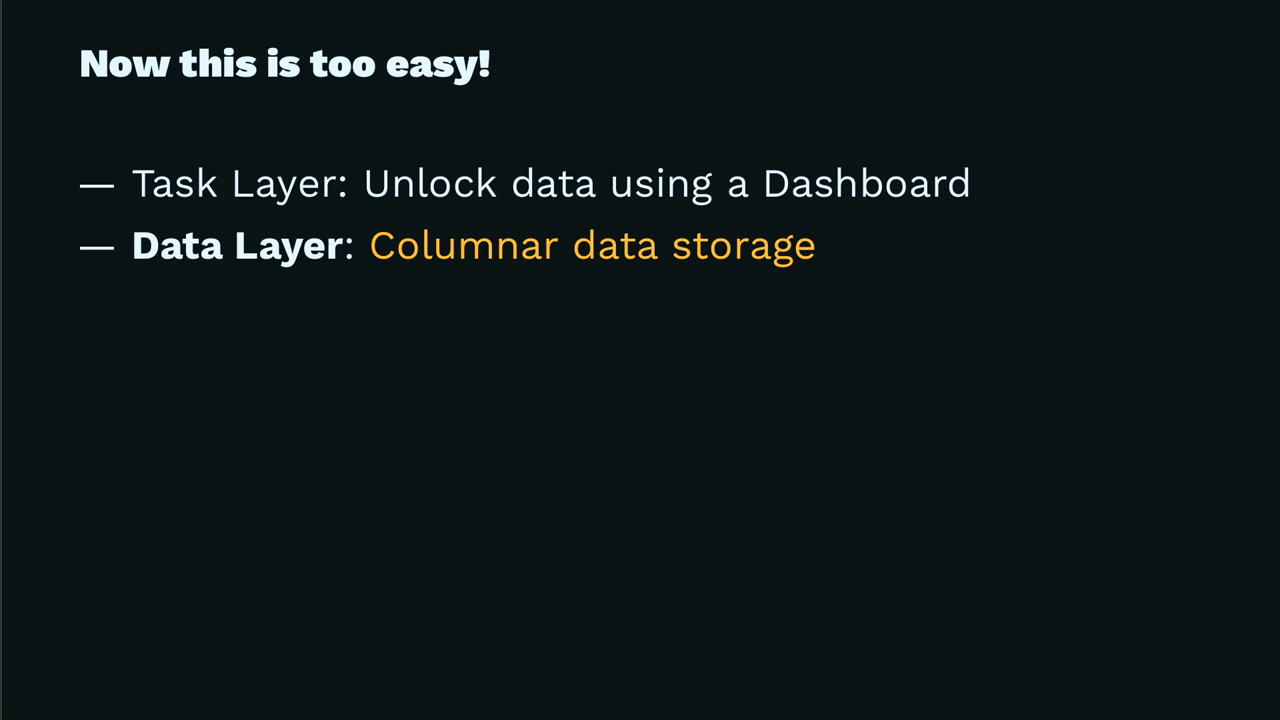 Now this is too easy!
— Task Layer: Unlock data using a Dashboard
— Data Layer: Columnar data storage